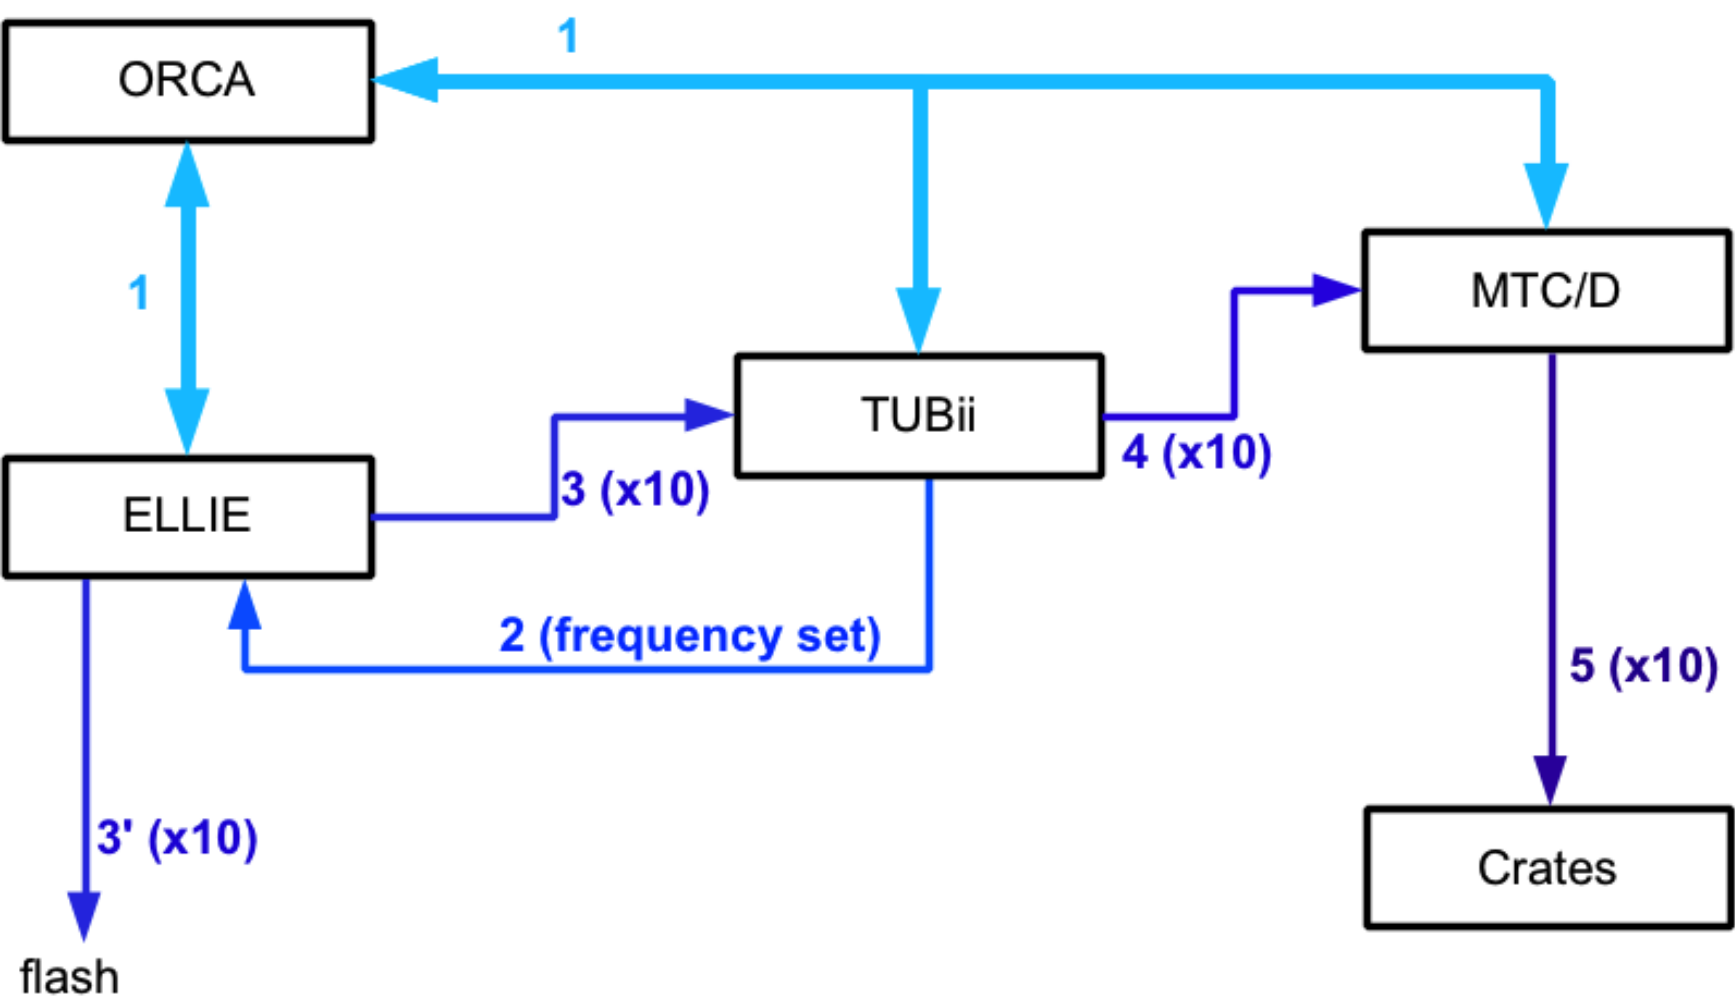 1
ORCA
1
MTC/D
TUBii
4 (x10)
3 (x10)
ELLIE
2 (frequency set)
5 (x10)
3' (x10)
Crates
flash